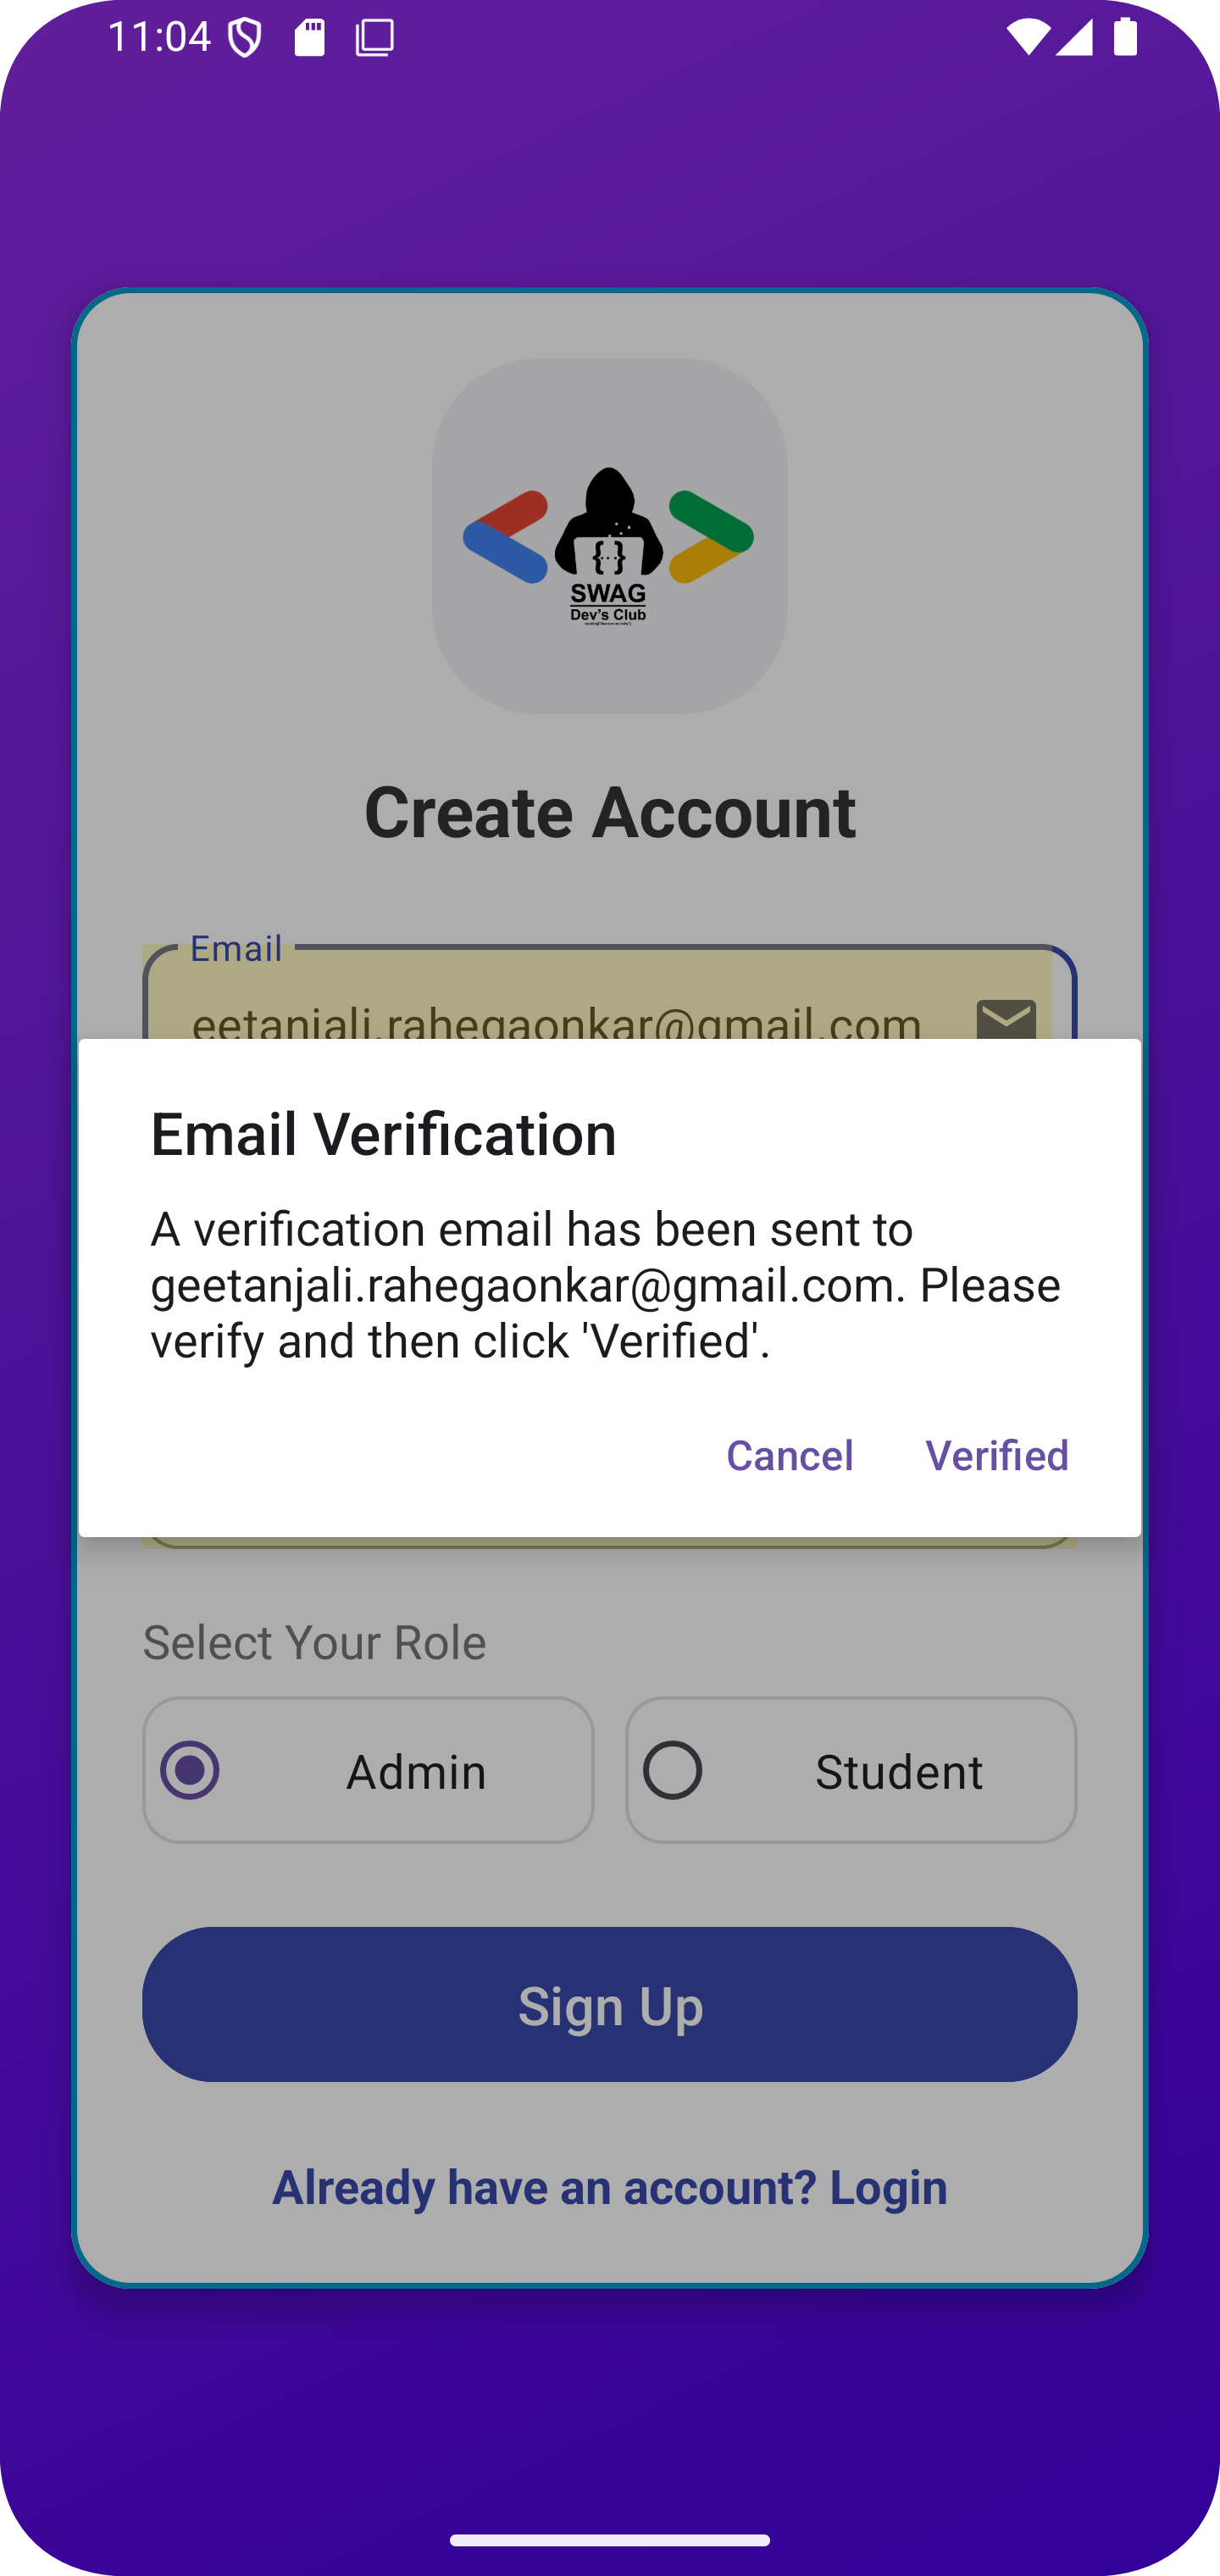 11:04
{...}
SWAG
Dev's Club
Create Account
Email
eetanjali.rahegaonkar@gmail.com
Email Verification
A verification email has been sent to
geetanjali.rahegaonkar@gmail.com. Please
verify and then click 'Verified'.
Cancel Verified
Select Your Role
Admin Student
Sign Up
Already have an account? Login